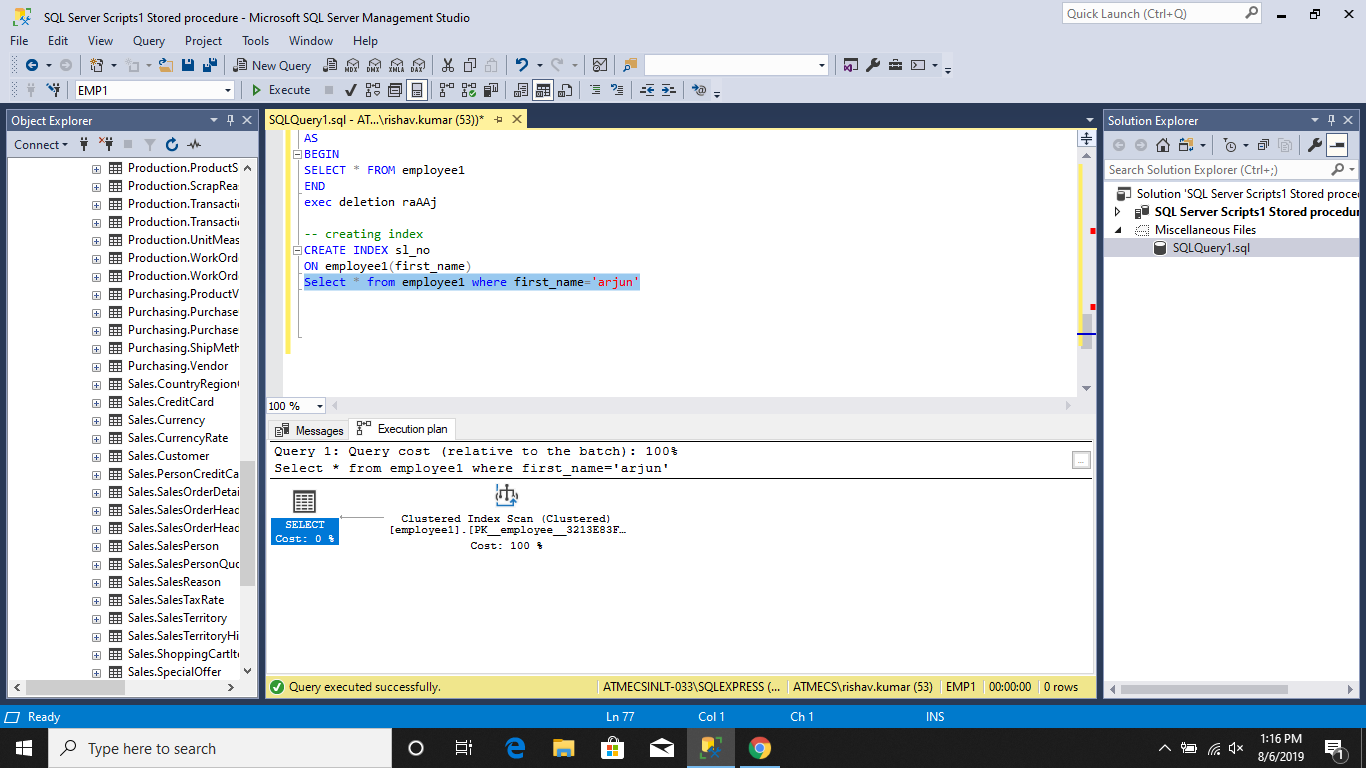 SQL Server Scripts1 Stored procedure - Microsoft SQL Server Management Studio
Quick Launch (Ctrl+Q)
File Edit View Query Project Tools Window Help
New Query MDX DMX XMLA DAX
EMP1 Execute
Object Explorer
Connect
Production.ProductS
Production.ScrapRea
Production.Transacti
Production.Transacti
Production.UnitMeas
Production.WorkOrd
Production.WorkOrd
Purchasing.ProductV
Purchasing.Purchase
Purchasing.Purchase
Purchasing.ShipMeth
Purchasing.Vendor
Sales.CountryRegion
Sales.CreditCard
Sales.Currency
Sales.CurrencyRate
Sales.Customer
Sales.PersonCreditCa
Sales.SalesOrderDetai
Sales.SalesOrderHead
Sales.SalesOrderHead
Sales.SalesPerson
Sales.SalesPersonQuo
Sales.SalesReason
Sales.SalesTaxRate
Sales.SalesTerritory
Sales.SalesTerritoryHi
Sales.ShoppingCartIte
Sales.SpecialOffer
SQLQuery1.sql - AT...\rishav.kumar (53))*
AS
BEGIN
SELECT * FROM employee1
END
exec deletion raAAj
-- creating index
CREATE INDEX sl_no
ON employee1(first_name)
Select * from employee1 where first_name='arjun'
100 %
Messages Execution plan
Query 1: Query cost (relative to the batch): 100%
Select * from employee1 where first_name='arjun'
...
SELECT
Cost: 0 %
Clustered Index Scan (Clustered)
[employee1].[PK__employee__3213E83F…
Cost: 100 %
Query executed successfully. ATMECSINLT-033\SQLEXPRESS (... ATMECS\rishav.kumar (53) EMP1 00:00:00 0 rows
Solution Explorer
Search Solution Explorer (Ctrl+;)
Solution 'SQL Server Scripts1 Stored proce
SQL Server Scripts1 Stored procedur
Miscellaneous Files
SQLQuery1.sql
Ready Ln 77 Col 1 Ch 1 INS
Type here to search
1:16 PM
8/6/2019
1